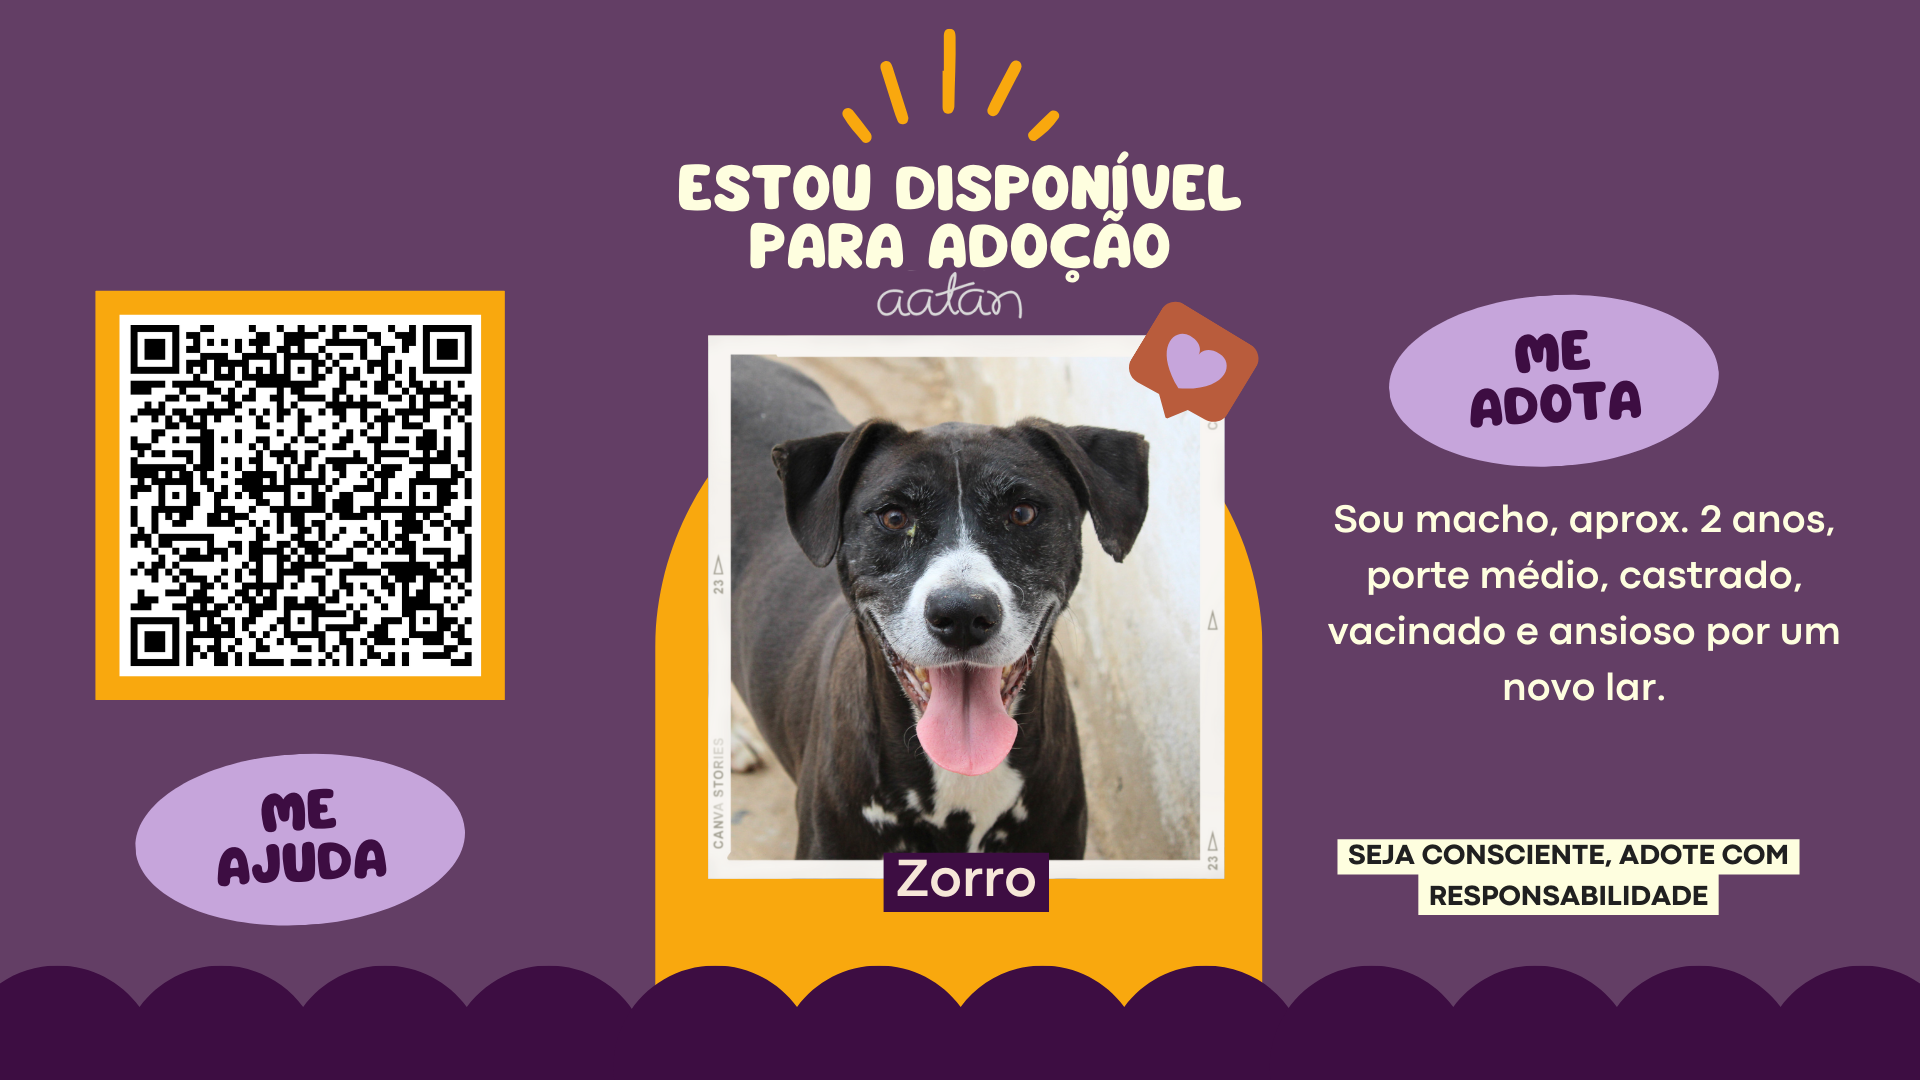 ESTOU DISPONÍVEL
PARA ADOÇÃO
aatan
ME
ADOTA
Sou macho, aprox. 2 anos,
porte médio, castrado,
vacinado e ansioso por um
novo lar.
23
CANVA STORIES
23
Zorro
ME
AJUDA
SEJA CONSCIENTE, ADOTE COM
RESPONSABILIDADE